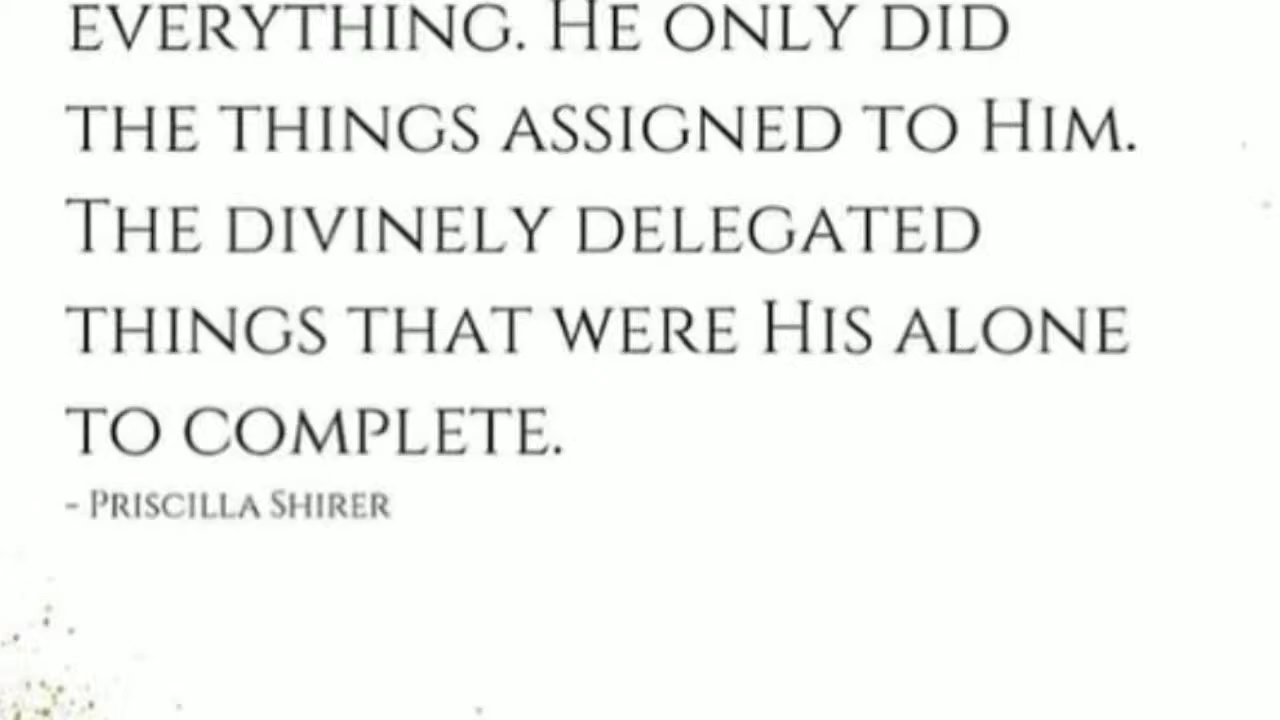 EVERYTHING. HE ONLY DID
THE THINGS ASSIGNED TO HIM.
THE DIVINELY DELEGATED
THINGS THAT WERE HIS ALONE
TO COMPLETE.
- PRISCILLA SHIRER